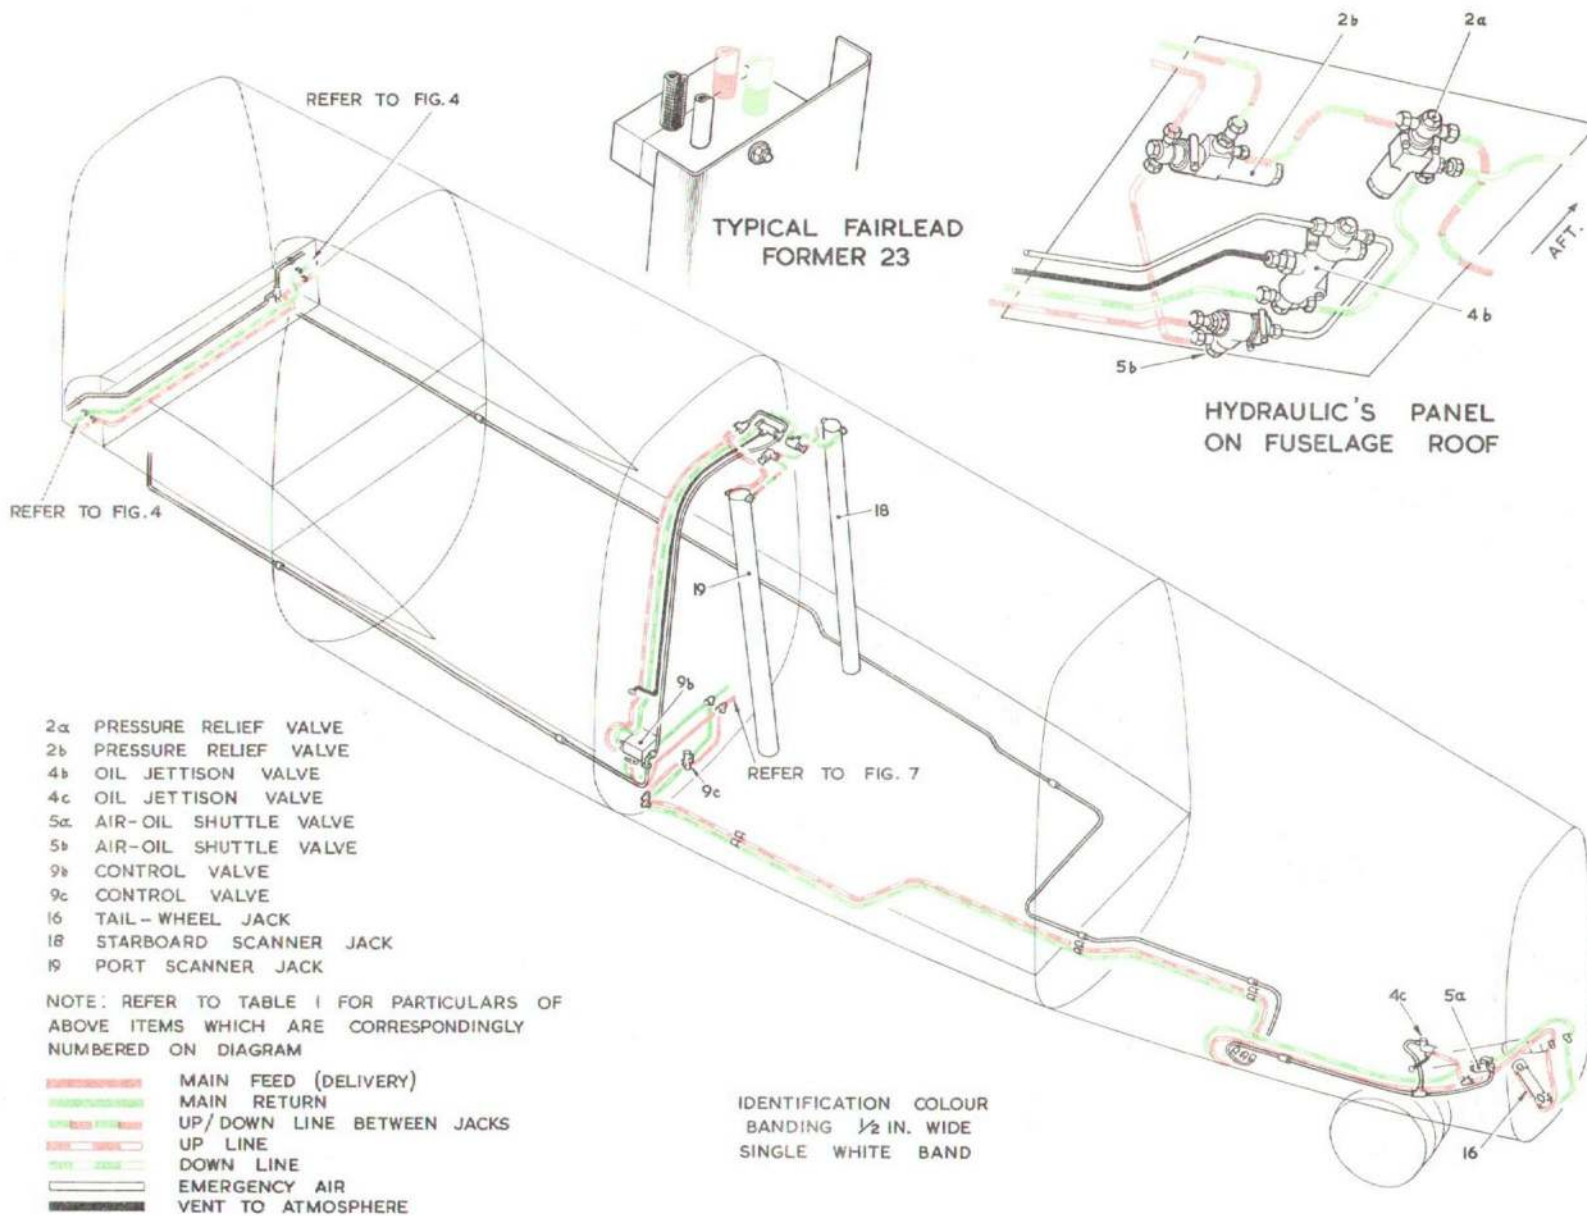 2b
2a
REFER TO FIG. 4
TYPICAL FAIRLEAD
FORMER 23
AFT.
4b
5b
HYDRAULIC'S PANEL
ON FUSELAGE ROOF
REFER TO FIG. 4
18
19
9b
REFER TO FIG. 7
9c
2a PRESSURE RELIEF VALVE
2b PRESSURE RELIEF VALVE
4b OIL JETTISON VALVE
4c OIL JETTISON VALVE
5a AIR-OIL SHUTTLE VALVE
5b AIR-OIL SHUTTLE VALVE
9b CONTROL VALVE
9c CONTROL VALVE
16 TAIL-WHEEL JACK
18 STARBOARD SCANNER JACK
19 PORT SCANNER JACK
NOTE: REFER TO TABLE 1 FOR PARTICULARS OF
ABOVE ITEMS WHICH ARE CORRESPONDINGLY
NUMBERED ON DIAGRAM
MAIN FEED (DELIVERY)
MAIN RETURN
UP/DOWN LINE BETWEEN JACKS
UP LINE
DOWN LINE
EMERGENCY AIR
VENT TO ATMOSPHERE
IDENTIFICATION COLOUR
BANDING 1/2 IN. WIDE
SINGLE WHITE BAND
4c
5a
16